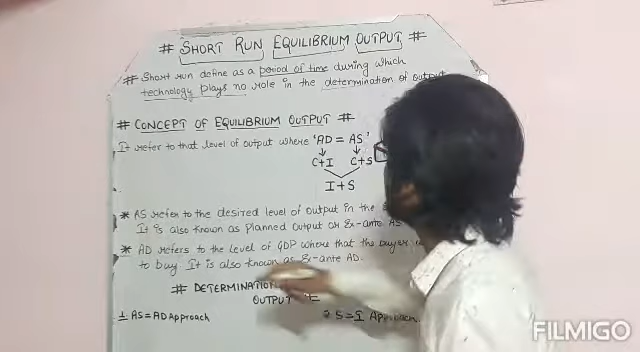 # SHORT RUN EQUILIBRIUM OUTPUT #
# Short run define as a period of time during which
technology plays no role in the determination of output
# CONCEPT OF EQUILIBRIUM OUTPUT #
It refer to that level of output where 'AD = AS'
C+I C+S
I+S
* AS refer to the desired level of output in the
It is also known as Planned Output or Ex-ante AS
* AD refers to the level of GDP where that the buyer
to buy It is also known as Ex-ante AD.
# DETERMINATION
OUTPUT #
1 AS=AD Approach
2 S=I Approach
FILMIGO